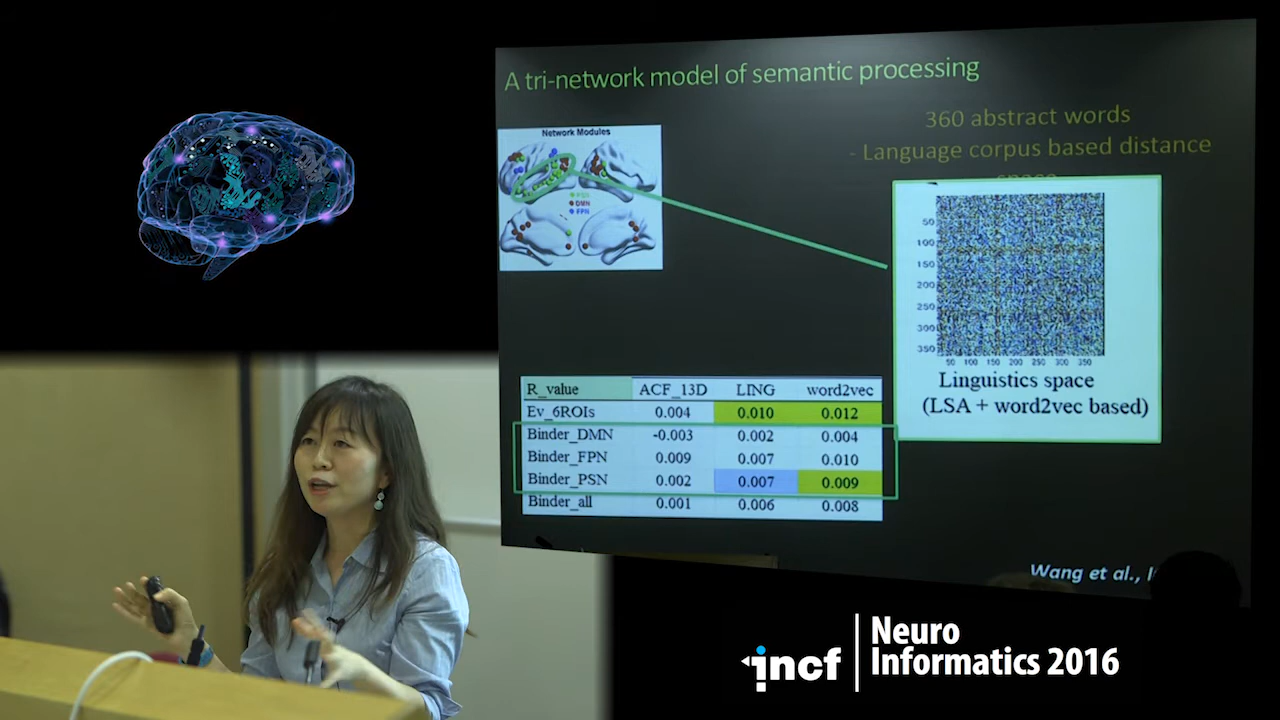 A tri-network model of semantic processing
360 abstract words
- Language corpus based distance
space
Network Modules
PSN
DMN
FPN
50
100
150
200
250
300
350
50 100 150 200 250 300 350
Linguistics space
(LSA + word2vec based)
R_value ACF_13D LING word2vec
Ev_6ROIs 0.004 0.010 0.012
Binder_DMN -0.003 0.002 0.004
Binder_FPN 0.009 0.007 0.010
Binder_PSN 0.002 0.007 0.009
Binder_all 0.001 0.006 0.008
Wang et al.,
incf
Neuro
Informatics 2016